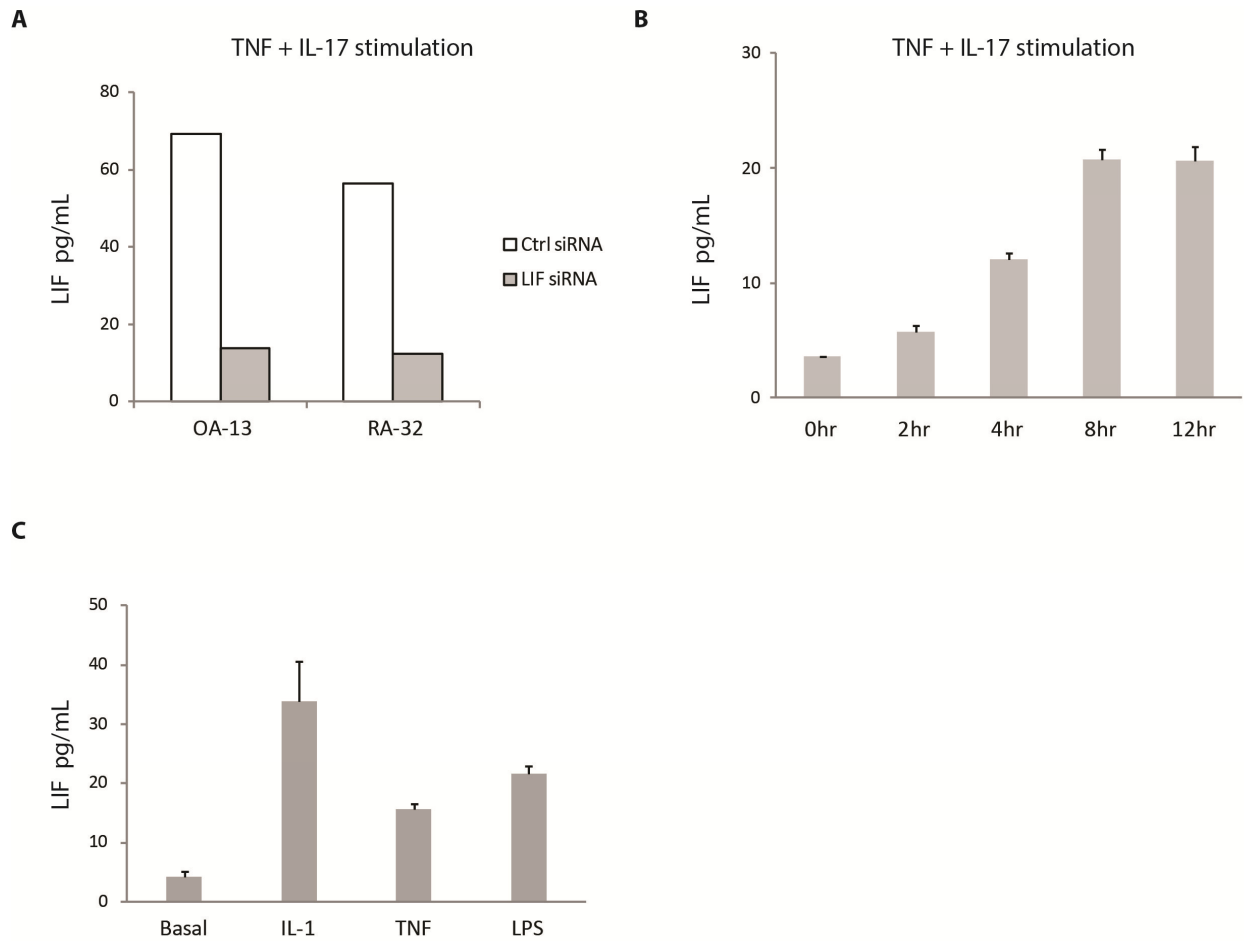 A
TNF + IL-17 stimulation
80
60
40
20
0
LIF pg/mL
OA-13 RA-32
Ctrl siRNA
LIF siRNA
B
TNF + IL-17 stimulation
30
20
10
0
LIF pg/mL
0hr 2hr 4hr 8hr 12hr
C
50
40
30
20
10
0
LIF pg/mL
Basal IL-1 TNF LPS